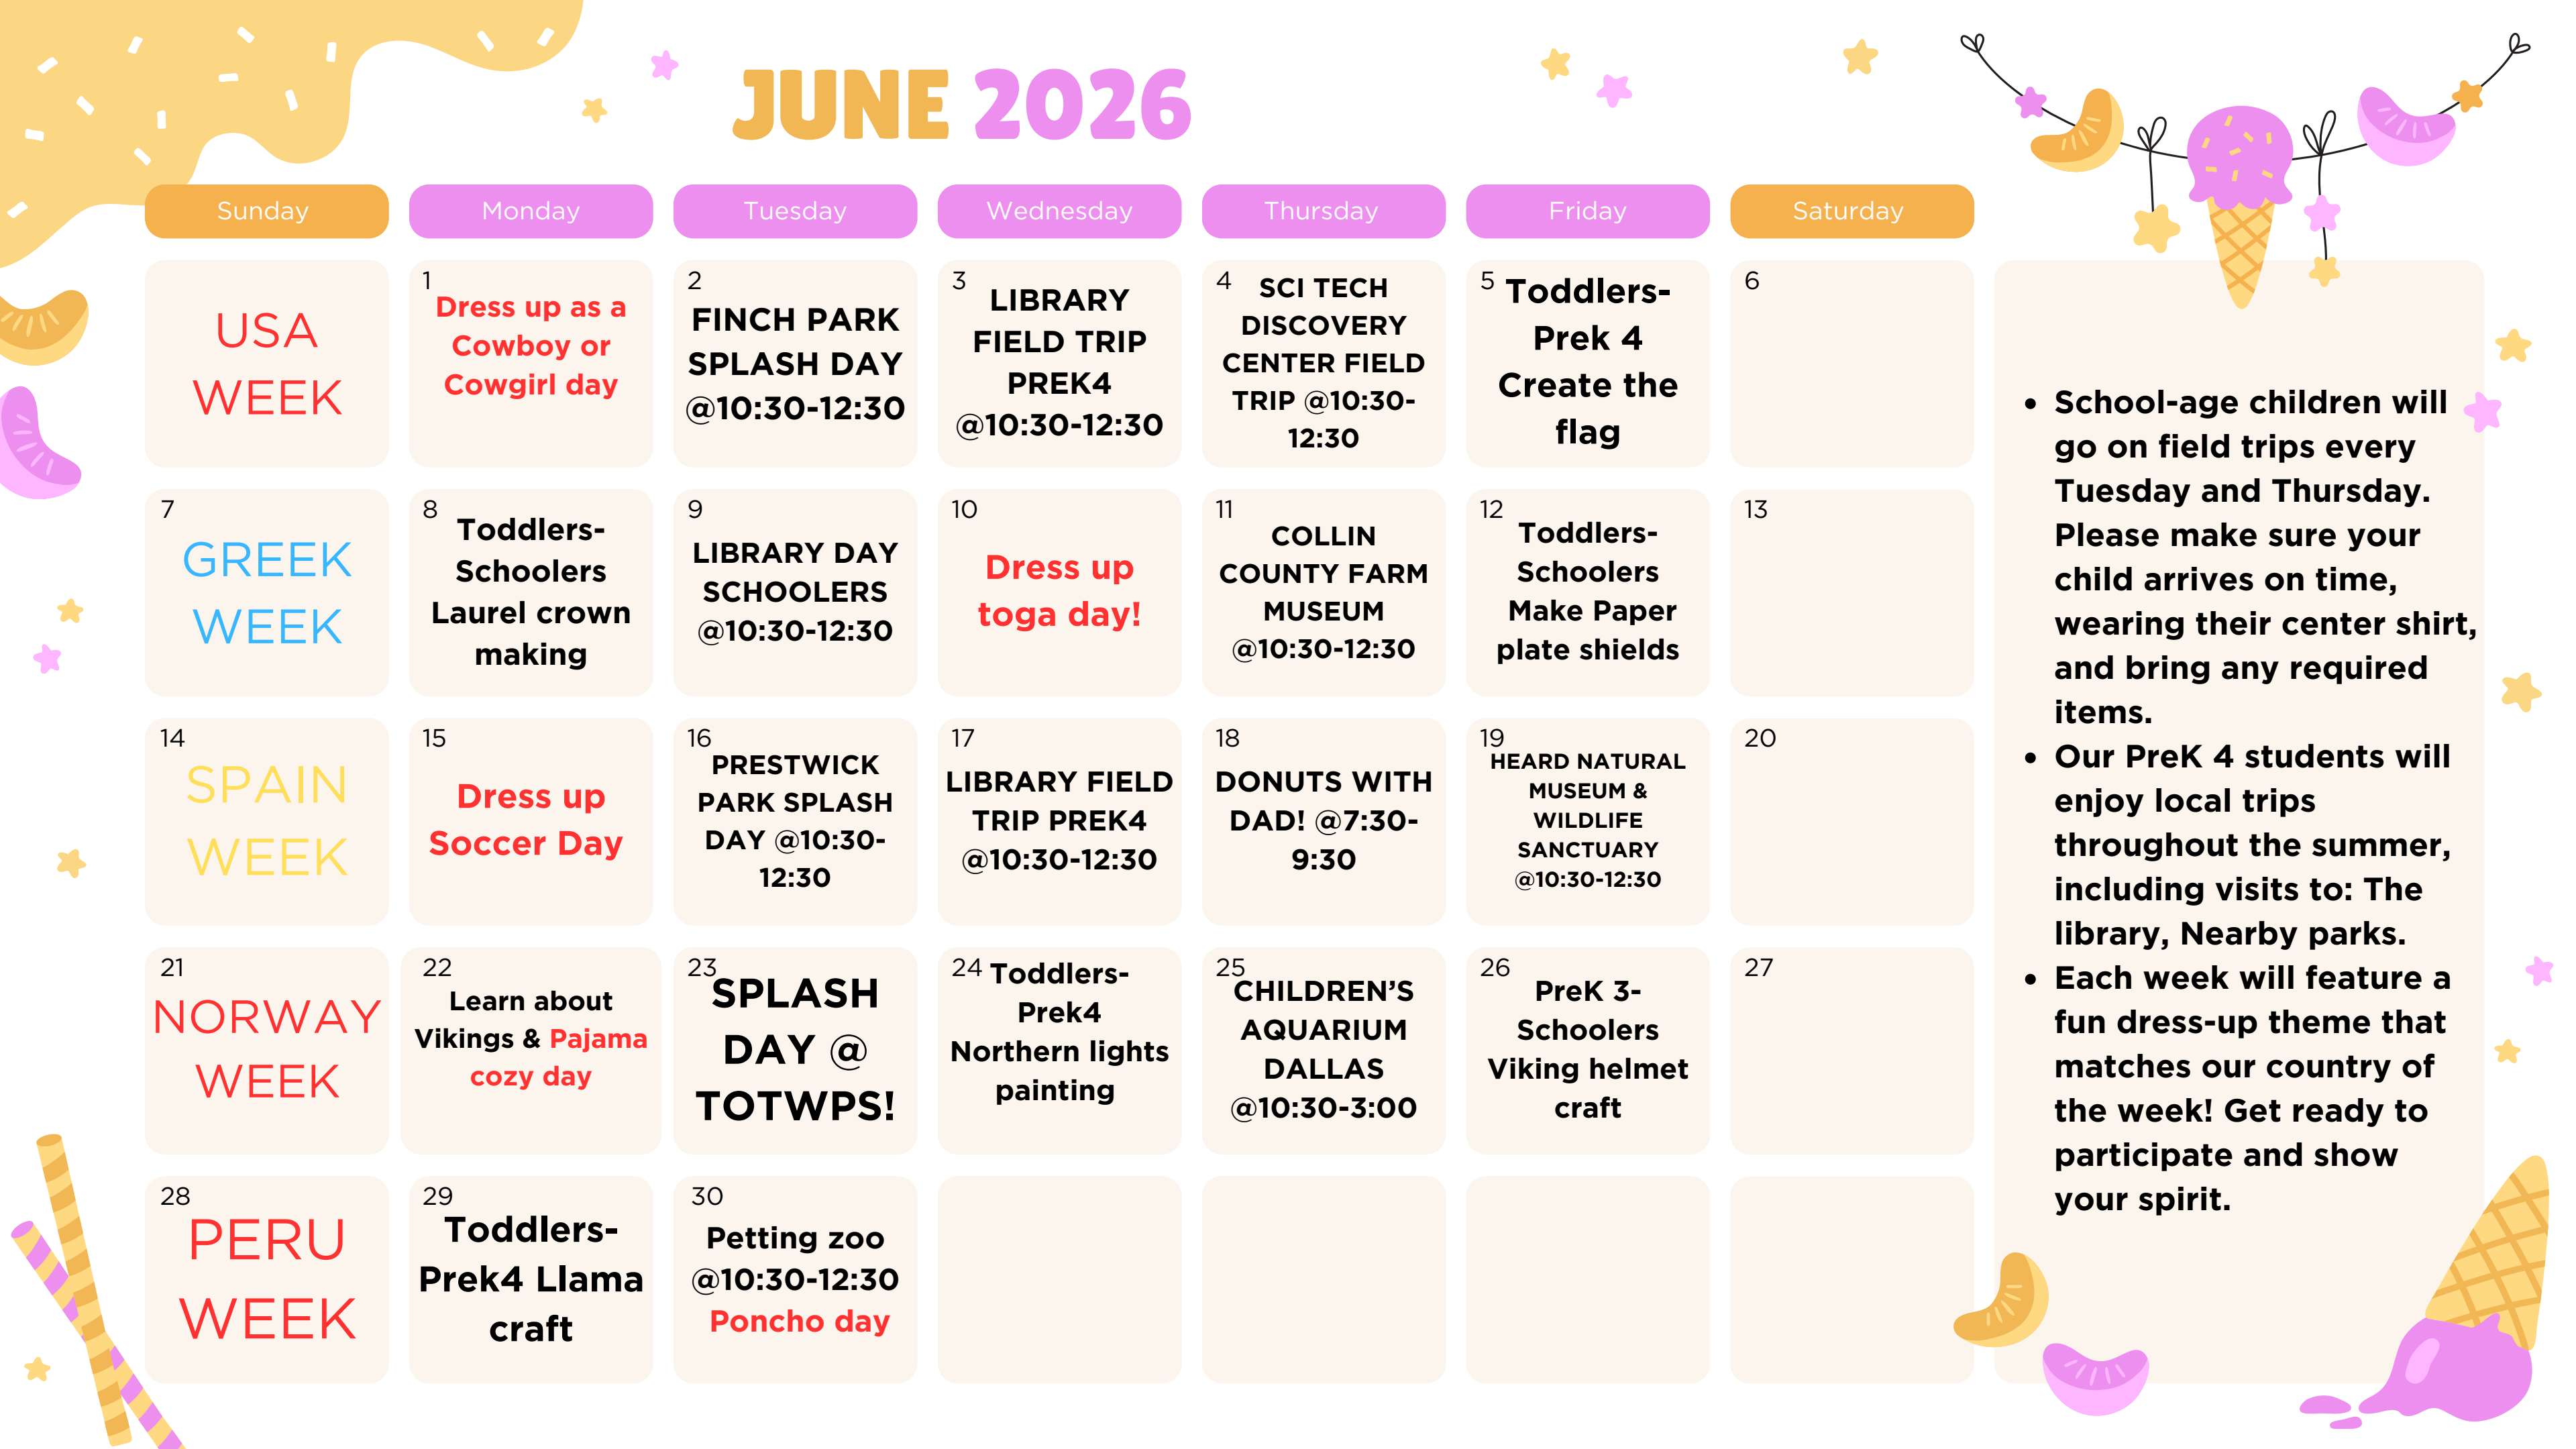 JUNE 2026
Sunday
Monday
Tuesday
Wednesday
Thursday
Friday
Saturday
USA
WEEK
1
Dress up as a
Cowboy or
Cowgirl day
2
FINCH PARK
SPLASH DAY
@10:30-12:30
3
LIBRARY
FIELD TRIP
PREK4
@10:30-12:30
4
SCI TECH
DISCOVERY
CENTER FIELD
TRIP @10:30-
12:30
5
Toddlers-
Prek 4
Create the
flag
6
7
GREEK
WEEK
8
Toddlers-
Schoolers
Laurel crown
making
9
LIBRARY DAY
SCHOOLERS
@10:30-12:30
10
Dress up
toga day!
11
COLLIN
COUNTY FARM
MUSEUM
@10:30-12:30
12
Toddlers-
Schoolers
Make Paper
plate shields
13
14
SPAIN
WEEK
15
Dress up
Soccer Day
16
PRESTWICK
PARK SPLASH
DAY @10:30-
12:30
17
LIBRARY FIELD
TRIP PREK4
@10:30-12:30
18
DONUTS WITH
DAD! @7:30-
9:30
19
HEARD NATURAL
MUSEUM &
WILDLIFE
SANCTUARY
@10:30-12:30
20
21
NORWAY
WEEK
22
Learn about
Vikings & Pajama
cozy day
23
SPLASH
DAY @
TOTWPS!
24
Toddlers-
Prek4
Northern lights
painting
25
CHILDREN'S
AQUARIUM
DALLAS
@10:30-3:00
26
PreK 3-
Schoolers
Viking helmet
craft
27
28
PERU
WEEK
29
Toddlers-
Prek4 Llama
craft
30
Petting zoo
@10:30-12:30
Poncho day
• School-age children will
go on field trips every
Tuesday and Thursday.
Please make sure your
child arrives on time,
wearing their center shirt,
and bring any required
items.
• Our PreK 4 students will
enjoy local trips
throughout the summer,
including visits to: The
library, Nearby parks.
• Each week will feature a
fun dress-up theme that
matches our country of
the week! Get ready to
participate and show
your spirit.